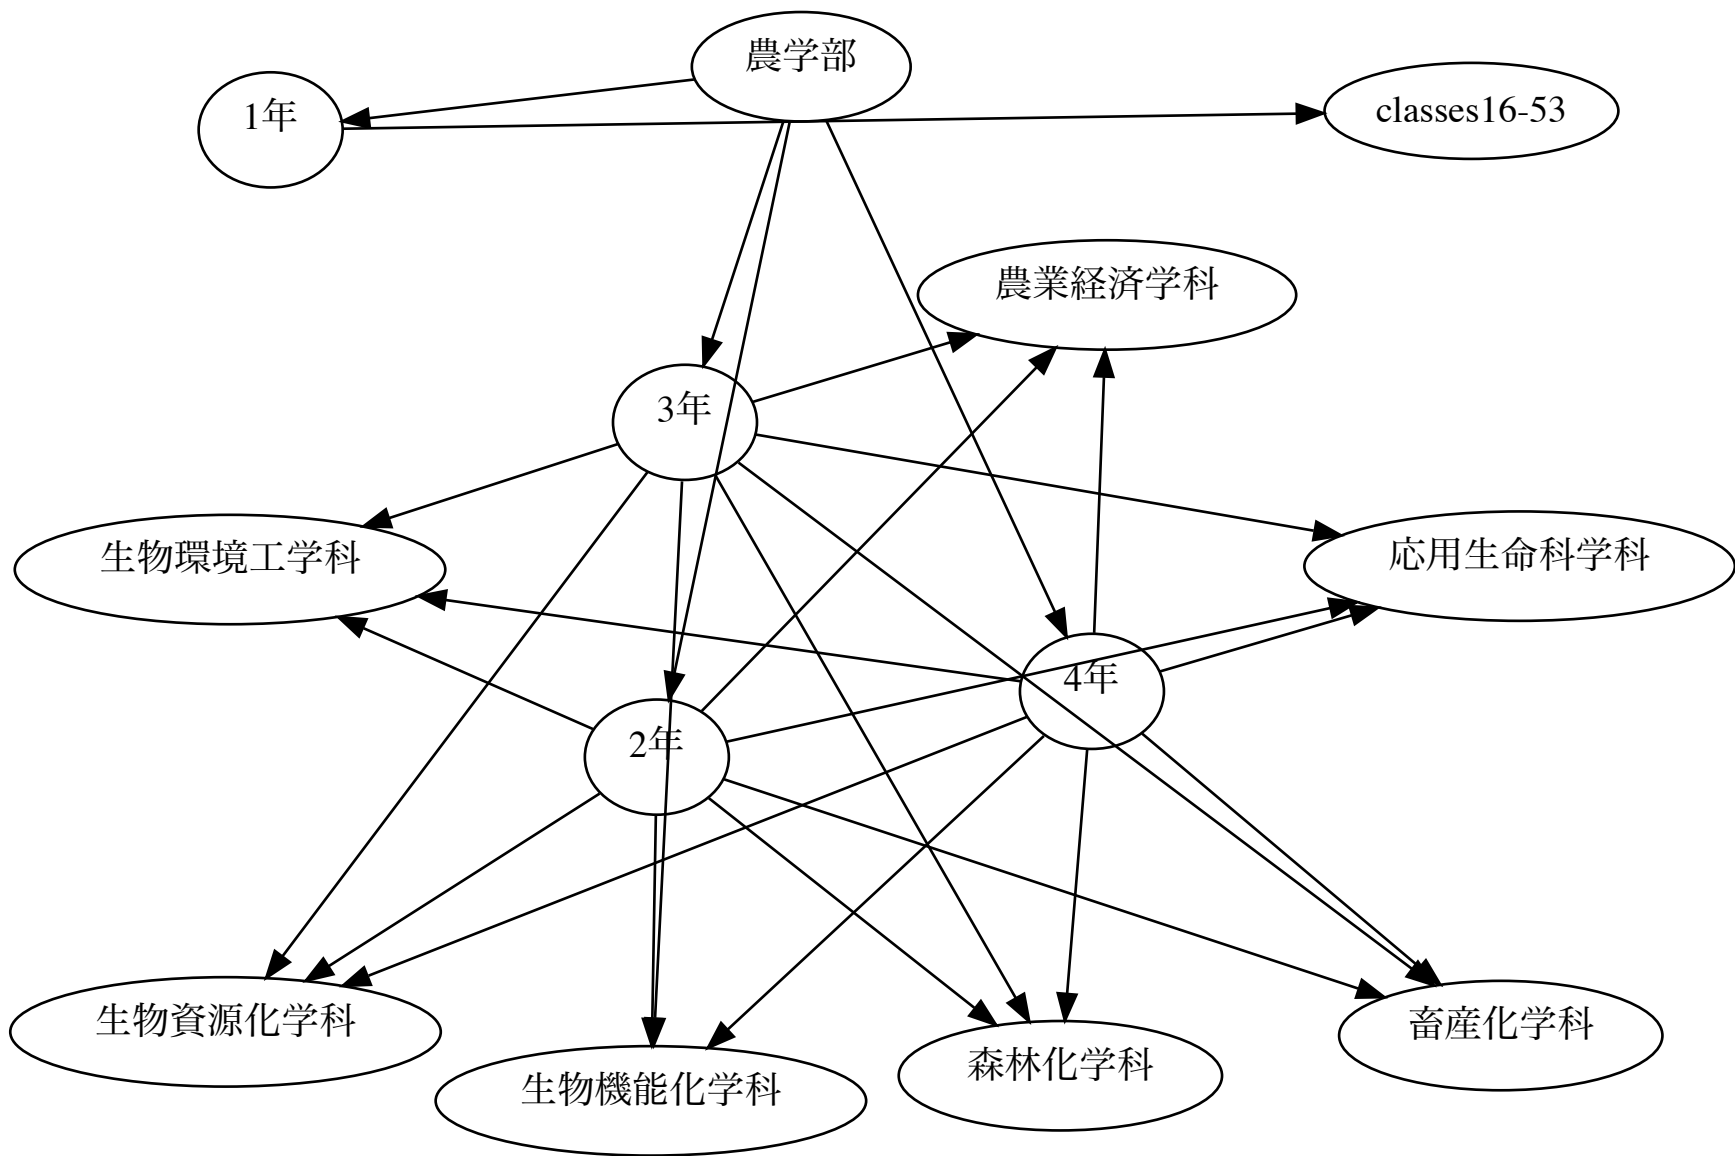 農学部
1年
classes16-53
農業経済学科
3年
生物環境工学科
応用生命科学科
4年
2年
生物資源化学科
生物機能化学科
森林化学科
畜産化学科